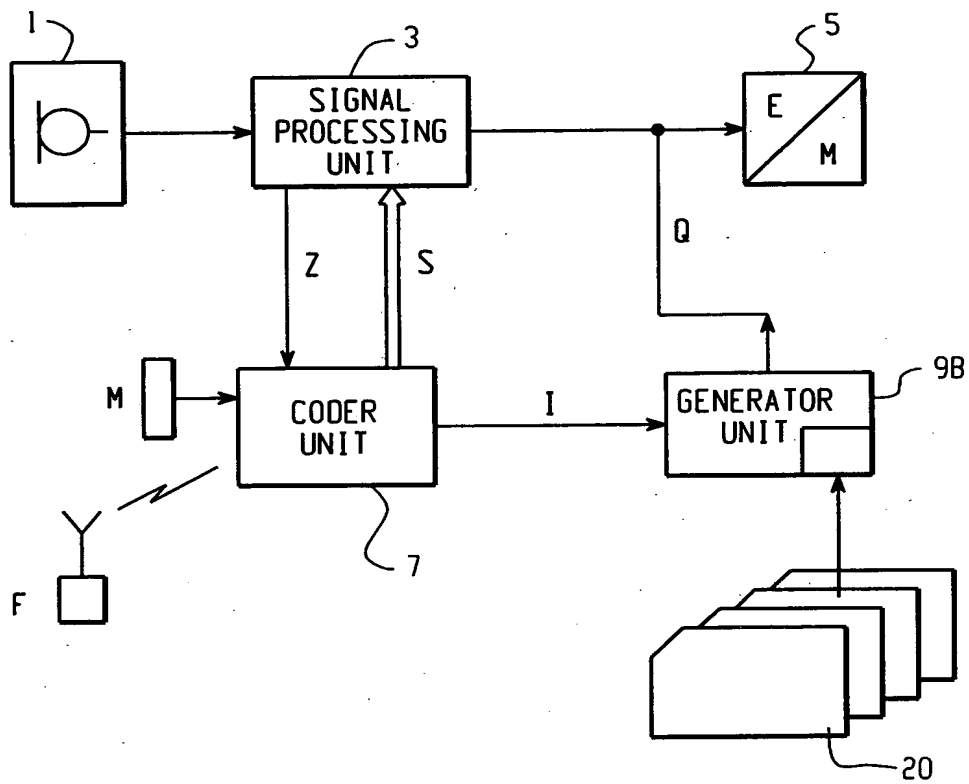 1
3
5
SIGNAL
PROCESSING
UNIT
E
M
Z
S
Q
M
CODER
UNIT
I
GENERATOR
UNIT
9B
F
7
20